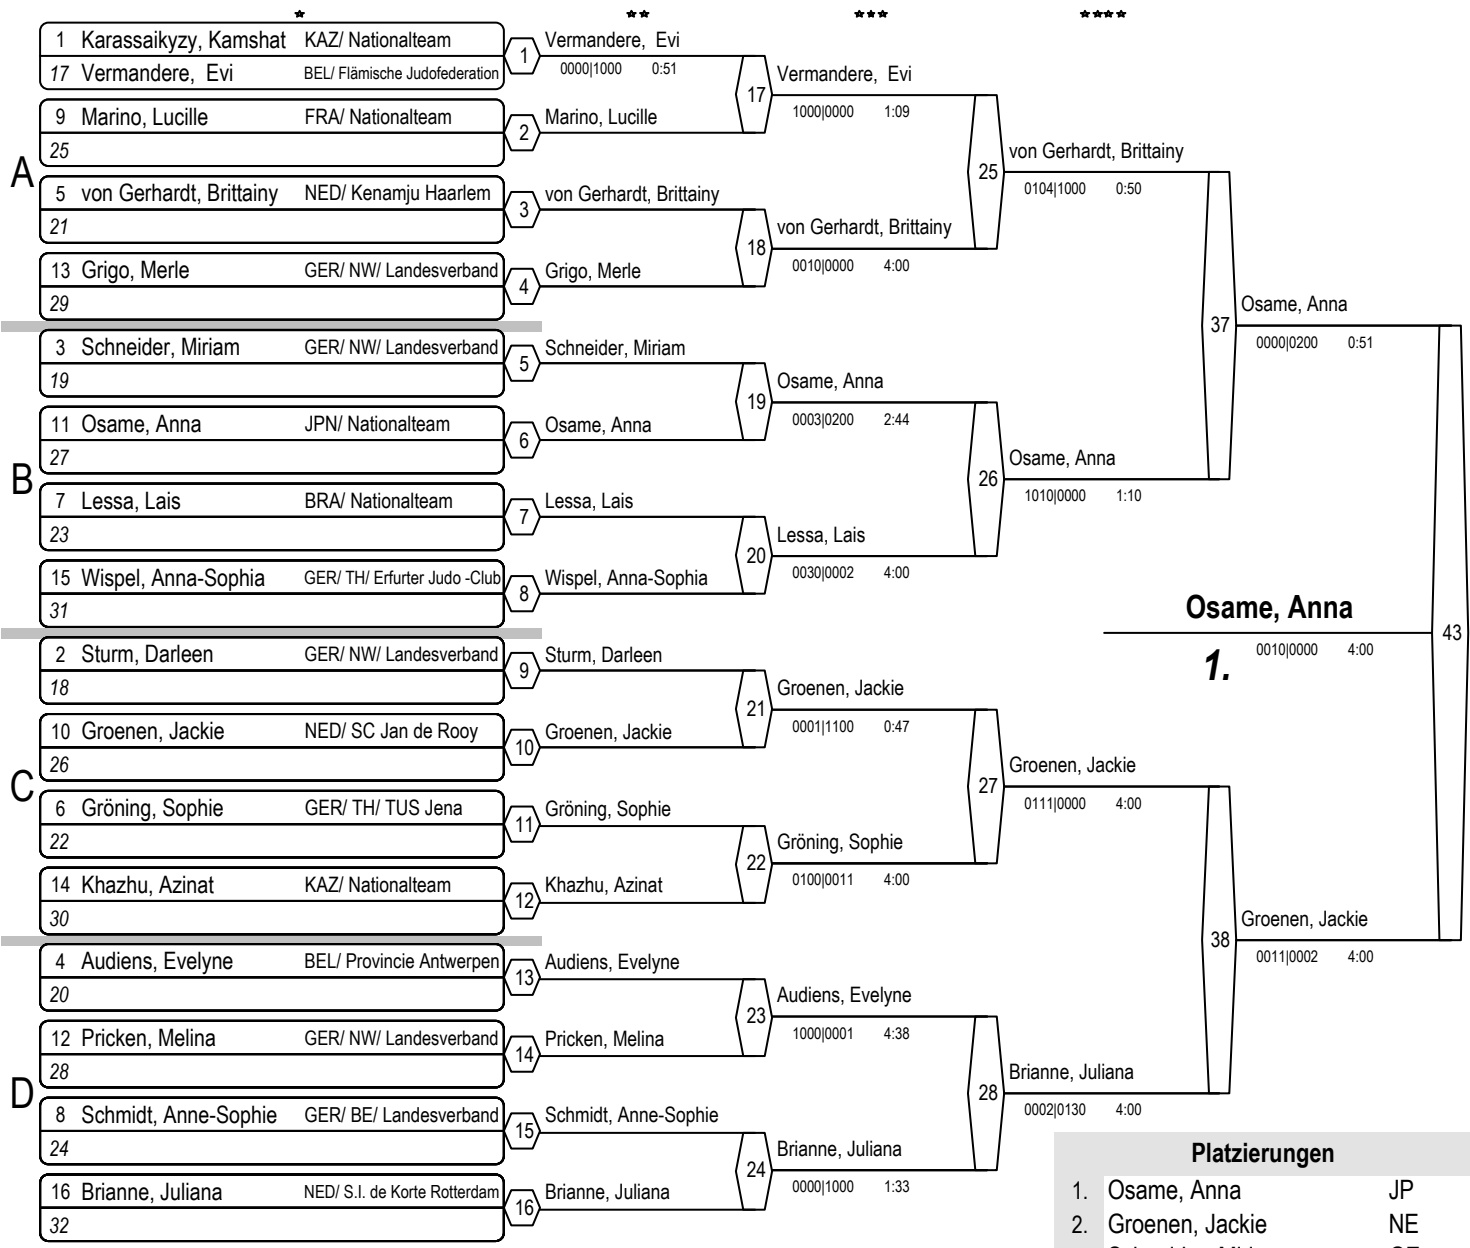 * ** *** ****
1 Karassaikyzy, Kamshat KAZ/ Nationalteam
17 Vermandere, Evi BEL/ Flämische Judofederation
9 Marino, Lucille FRA/ Nationalteam
25
A
5 von Gerhardt, Brittainy NED/ Kenamju Haarlem
21
13 Grigo, Merle GER/ NW/ Landesverband
29
3 Schneider, Miriam GER/ NW/ Landesverband
19
11 Osame, Anna JPN/ Nationalteam
27
B
7 Lessa, Lais BRA/ Nationalteam
23
15 Wispel, Anna-Sophia GER/ TH/ Erfurter Judo -Club
31
2 Sturm, Darleen GER/ NW/ Landesverband
18
10 Groenen, Jackie NED/ SC Jan de Rooy
26
C
6 Gröning, Sophie GER/ TH/ TUS Jena
22
14 Khazhu, Azinat KAZ/ Nationalteam
30
4 Audiens, Evelyne BEL/ Provincie Antwerpen
20
12 Pricken, Melina GER/ NW/ Landesverband
28
D
8 Schmidt, Anne-Sophie GER/ BE/ Landesverband
24
16 Brianne, Juliana NED/ S.I. de Korte Rotterdam
32
1 Vermandere, Evi
0000|1000 0:51
2 Marino, Lucille
3 von Gerhardt, Brittainy
4 Grigo, Merle
5 Schneider, Miriam
6 Osame, Anna
7 Lessa, Lais
8 Wispel, Anna-Sophia
9 Sturm, Darleen
10 Groenen, Jackie
11 Gröning, Sophie
12 Khazhu, Azinat
13 Audiens, Evelyne
14 Pricken, Melina
15 Schmidt, Anne-Sophie
16 Brianne, Juliana
17 Vermandere, Evi
1000|0000 1:09
18 von Gerhardt, Brittainy
0010|0000 4:00
19 Osame, Anna
0003|0200 2:44
20 Lessa, Lais
0030|0002 4:00
21 Groenen, Jackie
0001|1100 0:47
22 Gröning, Sophie
0100|0011 4:00
23 Audiens, Evelyne
1000|0001 4:38
24 Brianne, Juliana
0000|1000 1:33
25 von Gerhardt, Brittainy
0104|1000 0:50
26 Osame, Anna
1010|0000 1:10
27 Groenen, Jackie
0111|0000 4:00
28 Brianne, Juliana
0002|0130 4:00
37 Osame, Anna
0000|0200 0:51
38 Groenen, Jackie
0011|0002 4:00
Osame, Anna
43
1. 0010|0000 4:00
Platzierungen
1. Osame, Anna JP
2. Groenen, Jackie NE